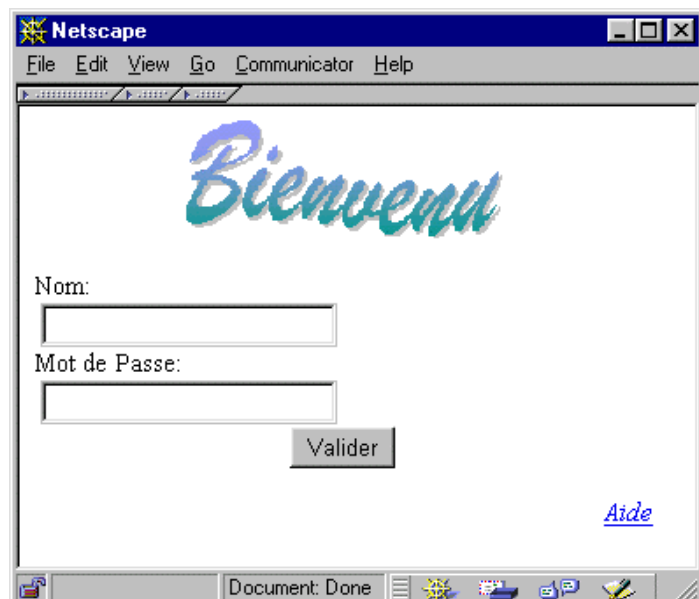 Netscape
File Edit View Go Communicator Help
Bienvenu
Nom:
Mot de Passe:
Valider
Aide
Document: Done